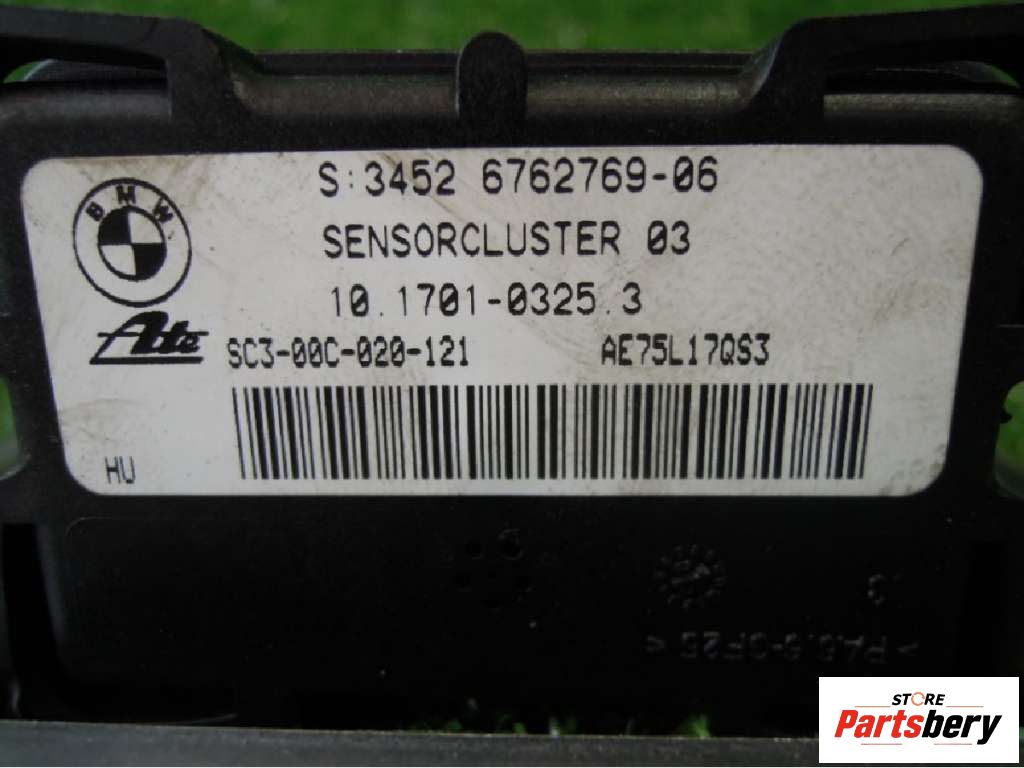 S:3452 6762769-06
BMW
SENSORCLUSTER 03
10.1701-0325.3
Ate
SC3-00C-020-121 AE75L17QS3
HU
3
STORE
Partsbery